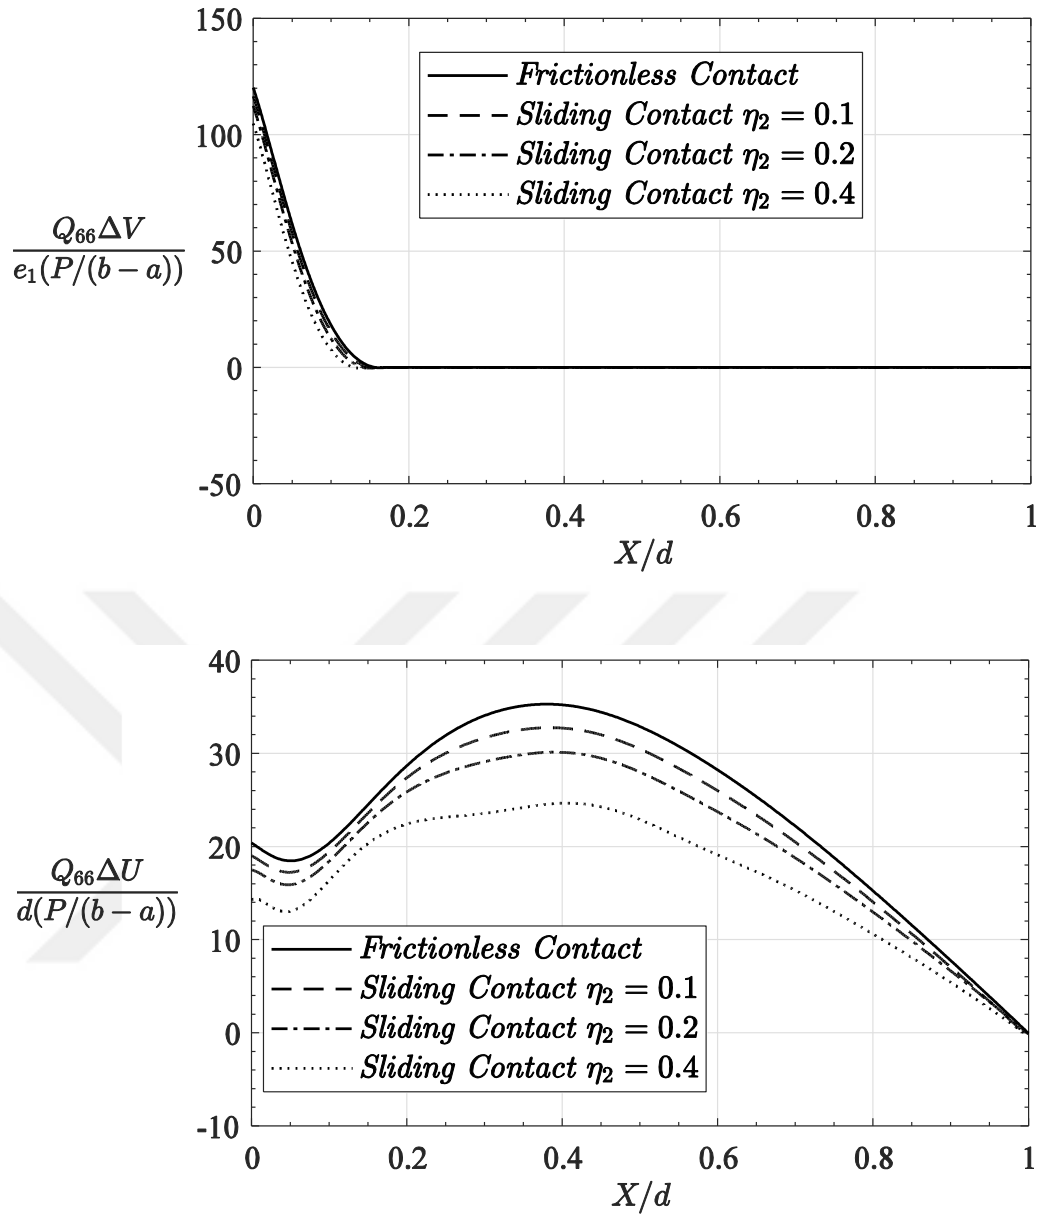 150
100
50
0
-50
Q₆₆ΔV
e₁(P/(b − a))
Frictionless Contact
Sliding Contact η₂ = 0.1
Sliding Contact η₂ = 0.2
Sliding Contact η₂ = 0.4
0 0.2 0.4 0.6 0.8 1
X/d
40
30
20
10
0
-10
Q₆₆ΔU
d(P/(b − a))
Frictionless Contact
Sliding Contact η₂ = 0.1
Sliding Contact η₂ = 0.2
Sliding Contact η₂ = 0.4
0 0.2 0.4 0.6 0.8 1
X/d